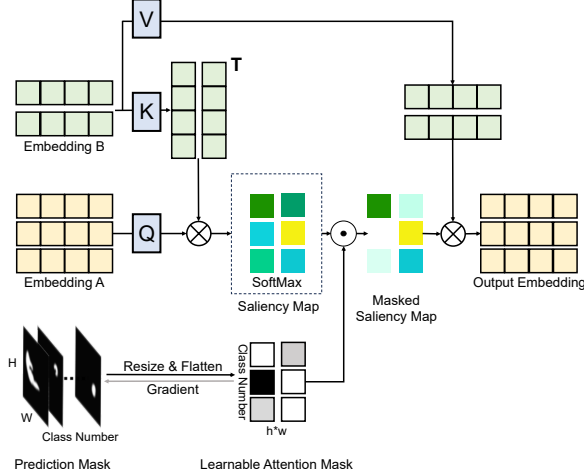 V
T
K
Embedding B
Q
SoftMax
Embedding A
Saliency Map
Masked
Saliency Map
Output Embedding
H
W
Class Number
Resize & Flatten
Gradient
Class Number
h*w
Prediction Mask
Learnable Attention Mask